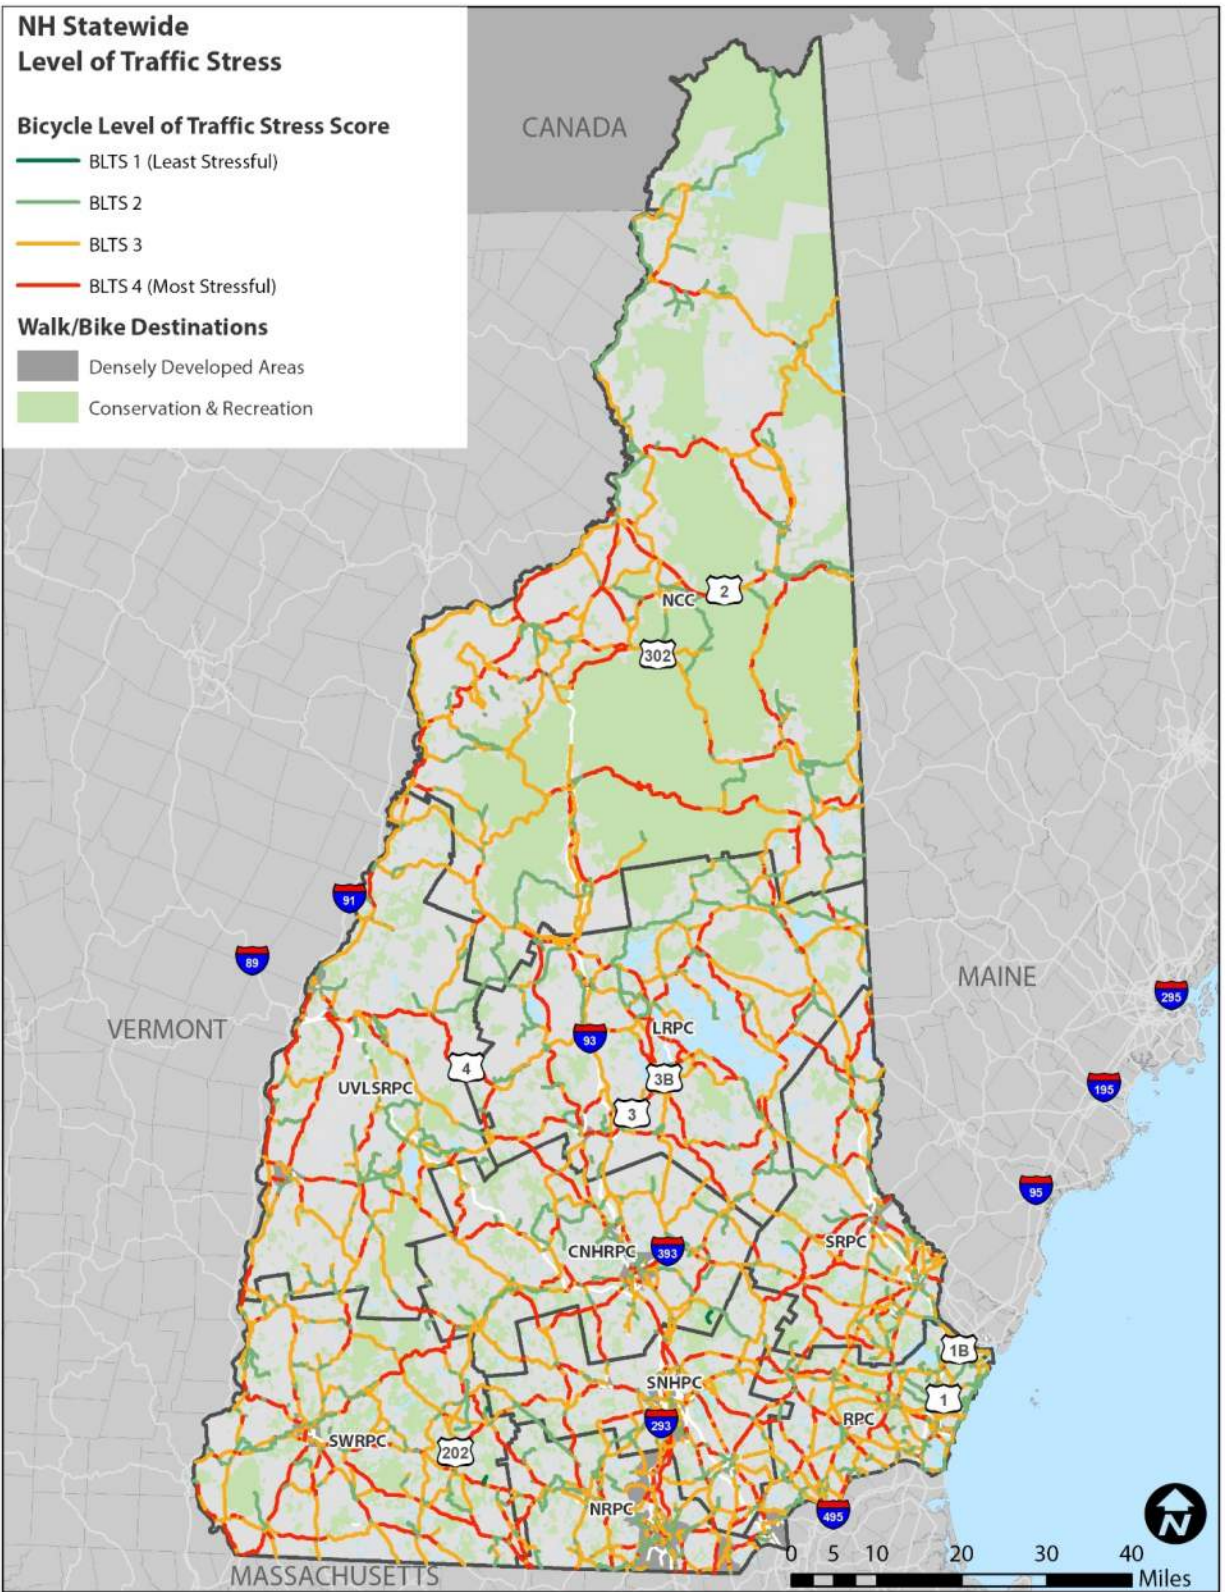 NH Statewide
Level of Traffic Stress
Bicycle Level of Traffic Stress Score
BLTS 1 (Least Stressful)
BLTS 2
BLTS 3
BLTS 4 (Most Stressful)
Walk/Bike Destinations
Densely Developed Areas
Conservation & Recreation
CANADA
2
NCC
302
91
89
MAINE
295
VERMONT
LRPC
93
4
3B
UVLSRPC
195
3
95
SRPC
CNHRPC
393
1B
SNHPC
1
293
RPC
SWRPC
202
NRPC
495
N
0 5 10 20 30 40
Miles
MASSACHUSETTS